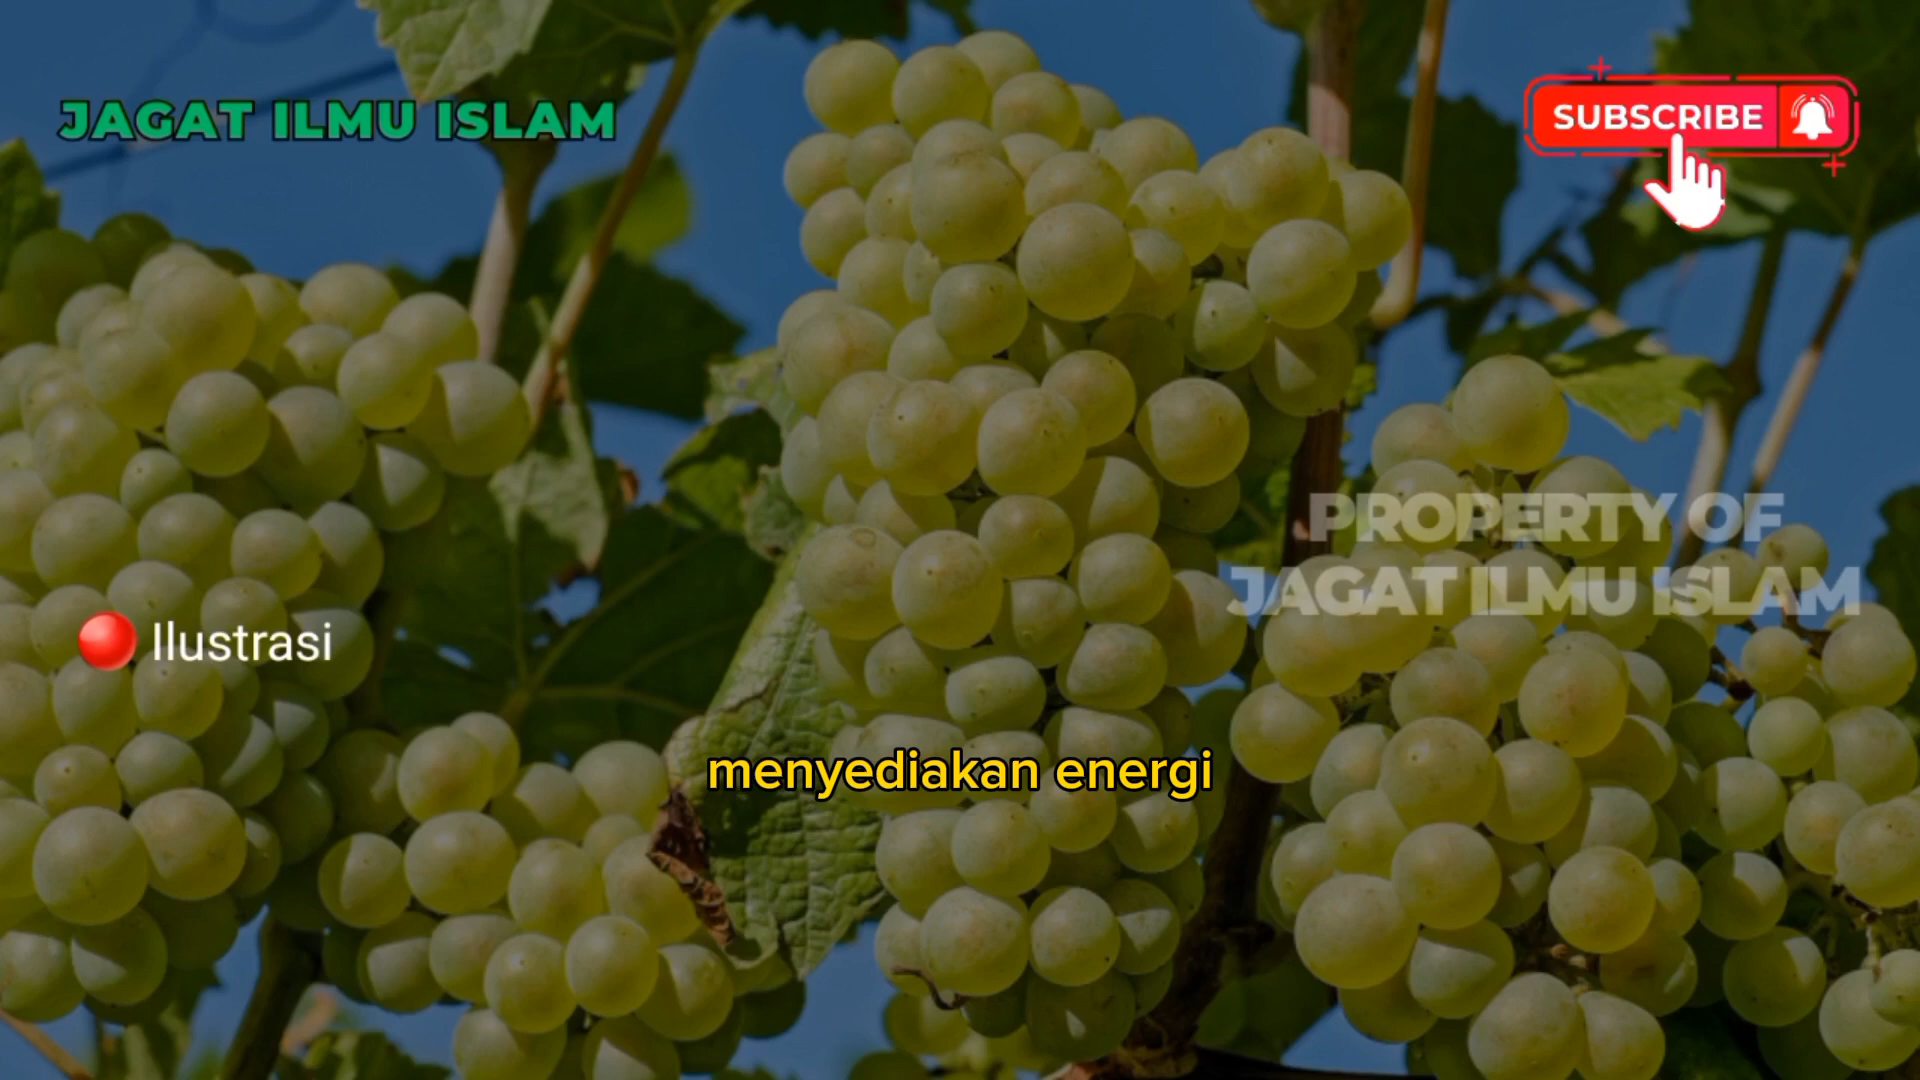 JAGAT ILMU ISLAM
SUBSCRIBE
PROPERTY OF
JAGAT ILMU ISLAM
Ilustrasi
menyediakan energi